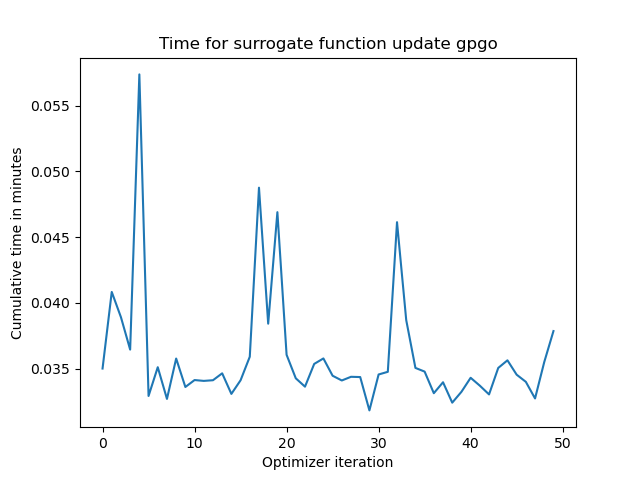 Time for surrogate function update gpgo
Cumulative time in minutes
0.055
0.050
0.045
0.040
0.035
0 10 20 30 40 50
Optimizer iteration